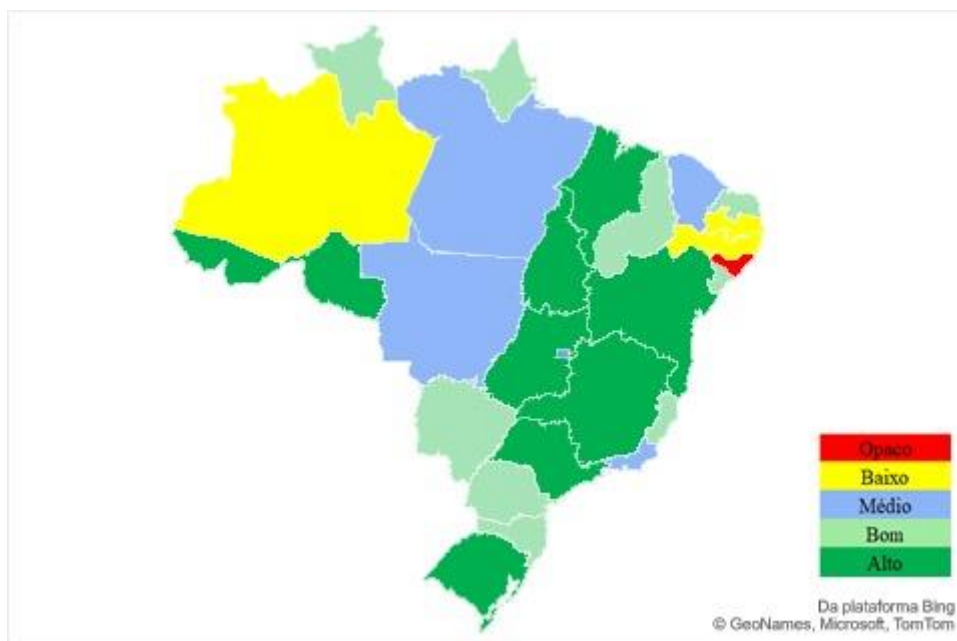 Opaco
Baixo
Médio
Bom
Alto
Da plataforma Bing
© GeoNames, Microsoft, TomTom